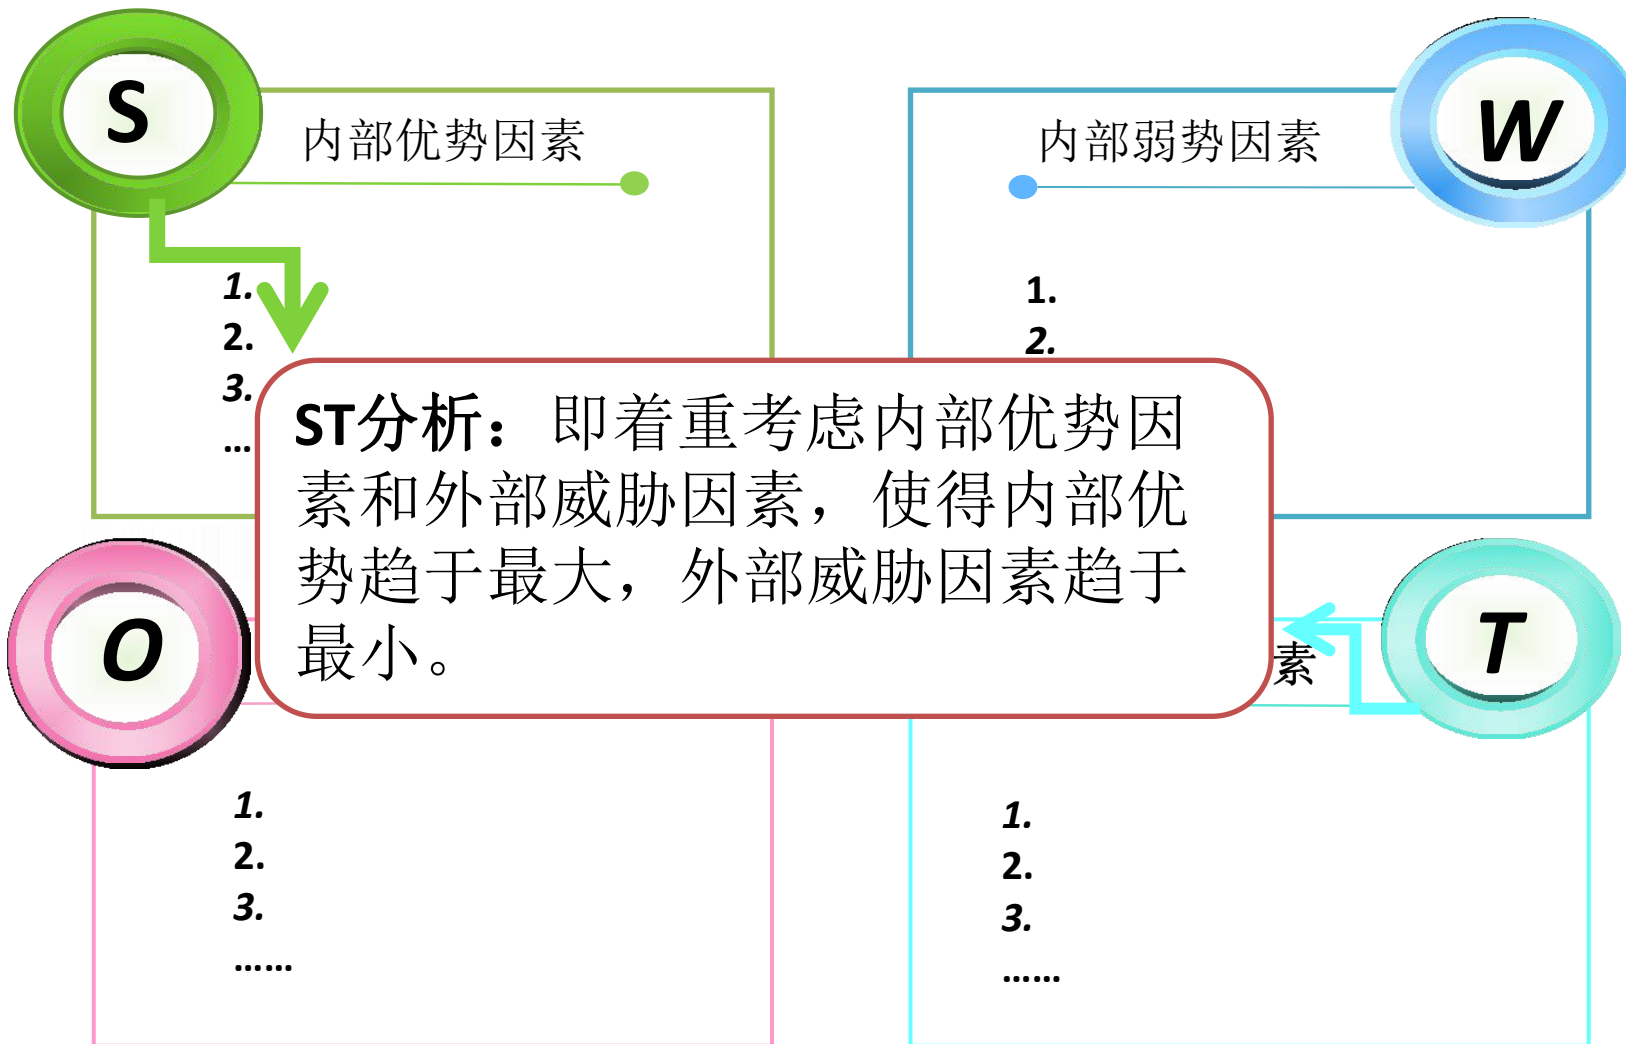 S
内部优势因素
1.
2.
3.
...
W
内部弱势因素
1.
2.
ST分析：即着重考虑内部优势因
素和外部威胁因素，使得内部优
势趋于最大，外部威胁因素趋于
最小。
O
1.
2.
3.
……
T
素
1.
2.
3.
……